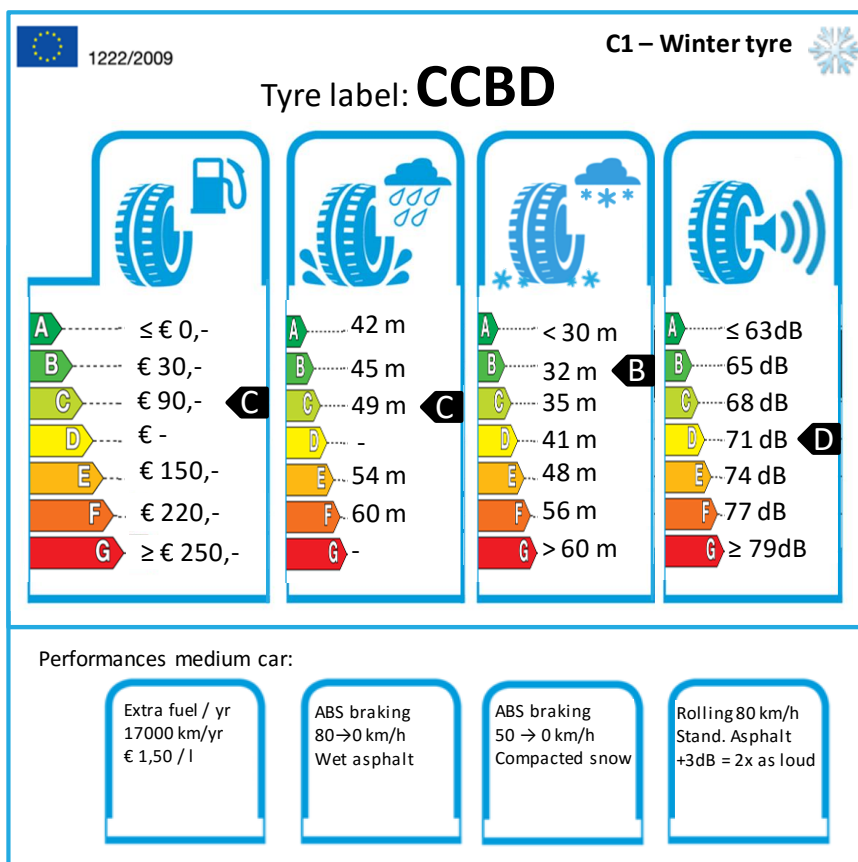 1222/2009
C1 – Winter tyre
Tyre label: CCBD
A ≤ € 0,-
B € 30,-
C € 90,- C
D € -
E € 150,-
F € 220,-
G ≥ € 250,-
A 42 m
B 45 m
C 49 m C
D -
E 54 m
F 60 m
G -
A < 30 m
B 32 m B
C 35 m
D 41 m
E 48 m
F 56 m
G > 60 m
A ≤ 63dB
B 65 dB
C 68 dB
D 71 dB D
E 74 dB
F 77 dB
G ≥ 79dB
Performances medium car:
Extra fuel / yr
17000 km/yr
€ 1,50 / l
ABS braking
80→0 km/h
Wet asphalt
ABS braking
50 → 0 km/h
Compacted snow
Rolling 80 km/h
Stand. Asphalt
+3dB = 2x as loud